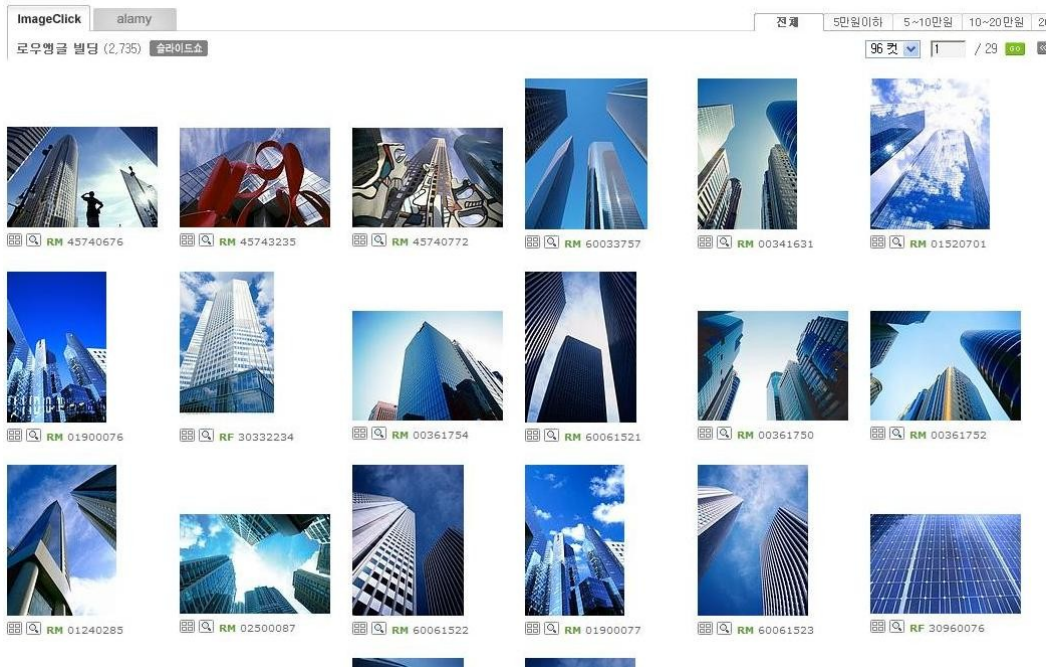 ImageClick alamy
전체 5만원이하 5~10만원 10~20만원
로우앵글 빌딩 (2,735) 슬라이드쇼
96 컷 1 / 29 GO
RM 45740676 RM 45743235 RM 45740772 RM 60033757 RM 00341631 RM 01520701
RM 01900076 RF 30332234 RM 00361754 RM 60061521 RM 00361750 RM 00361752
RM 01240285 RM 02500087 RM 60061522 RM 01900077 RM 60061523 RF 30960076